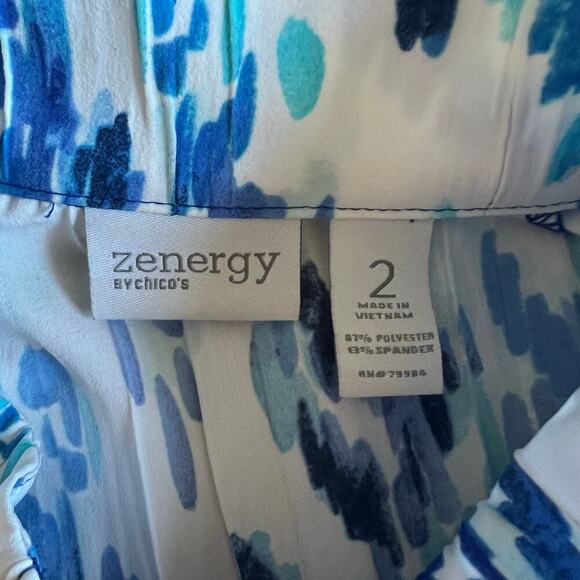 zenergy
BY CHICO'S
2
MADE IN
VIETNAM
87% POLYESTER
13% SPANDEX
RN# 79984